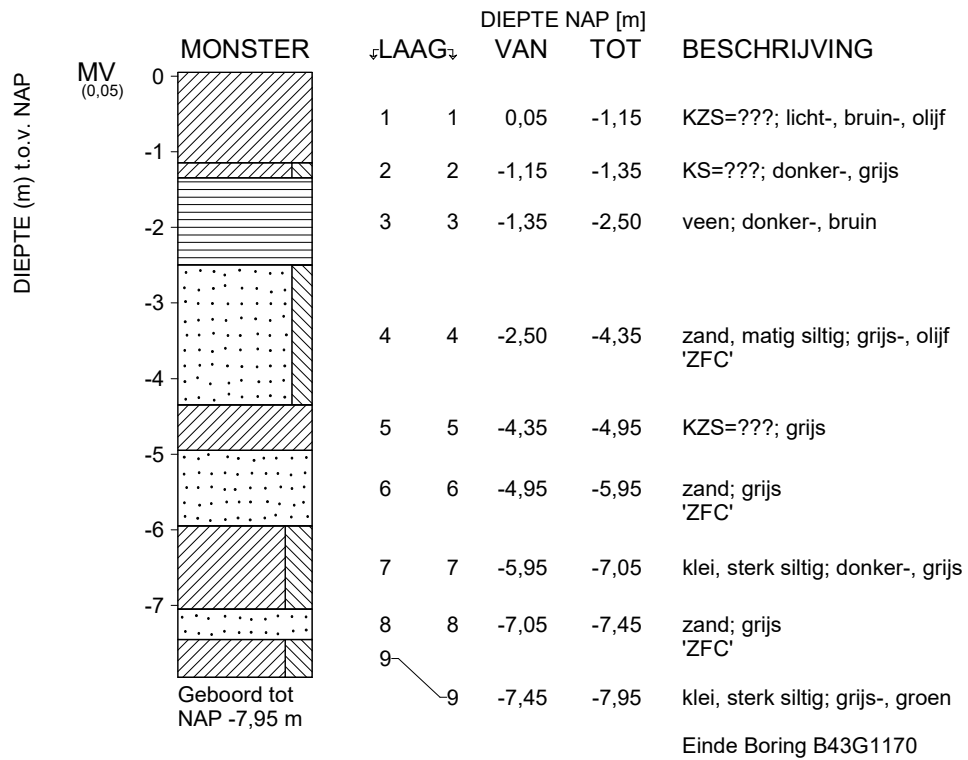 DIEPTE NAP [m]
MONSTER LAAG VAN TOT BESCHRIJVING
DIEPTE (m) t.o.v. NAP
MV
(0,05)
0
-1
-2
-3
-4
-5
-6
-7
1 1 0,05 -1,15 KZS=???; licht-, bruin-, olijf
2 2 -1,15 -1,35 KS=???; donker-, grijs
3 3 -1,35 -2,50 veen; donker-, bruin
4 4 -2,50 -4,35 zand, matig siltig; grijs-, olijf
'ZFC'
5 5 -4,35 -4,95 KZS=???; grijs
6 6 -4,95 -5,95 zand; grijs
'ZFC'
7 7 -5,95 -7,05 klei, sterk siltig; donker-, grijs
8 8 -7,05 -7,45 zand; grijs
'ZFC'
9
9 -7,45 -7,95 klei, sterk siltig; grijs-, groen
Geboord tot
NAP -7,95 m
Einde Boring B43G1170